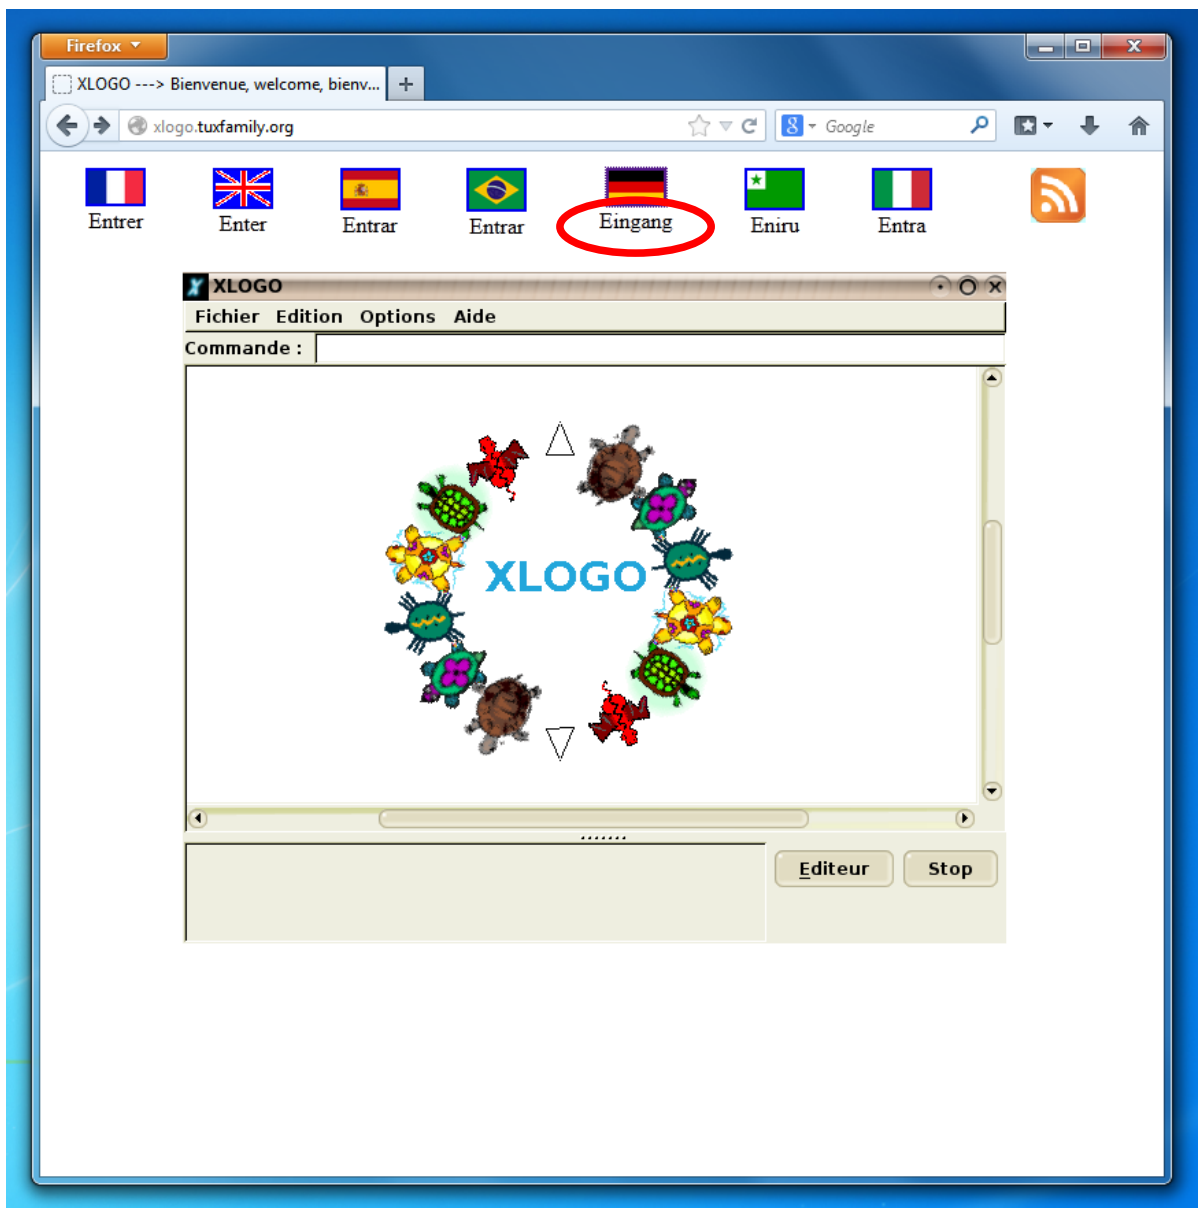 Firefox
XLOGO ---> Bienvenue, welcome, bienv...
xlogo.tuxfamily.org
Google
Entrer
Enter
Entrar
Entrar
Eingang
Eniru
Entra
XLOGO
Fichier Edition Options Aide
Commande :
XLOGO
Editeur
Stop